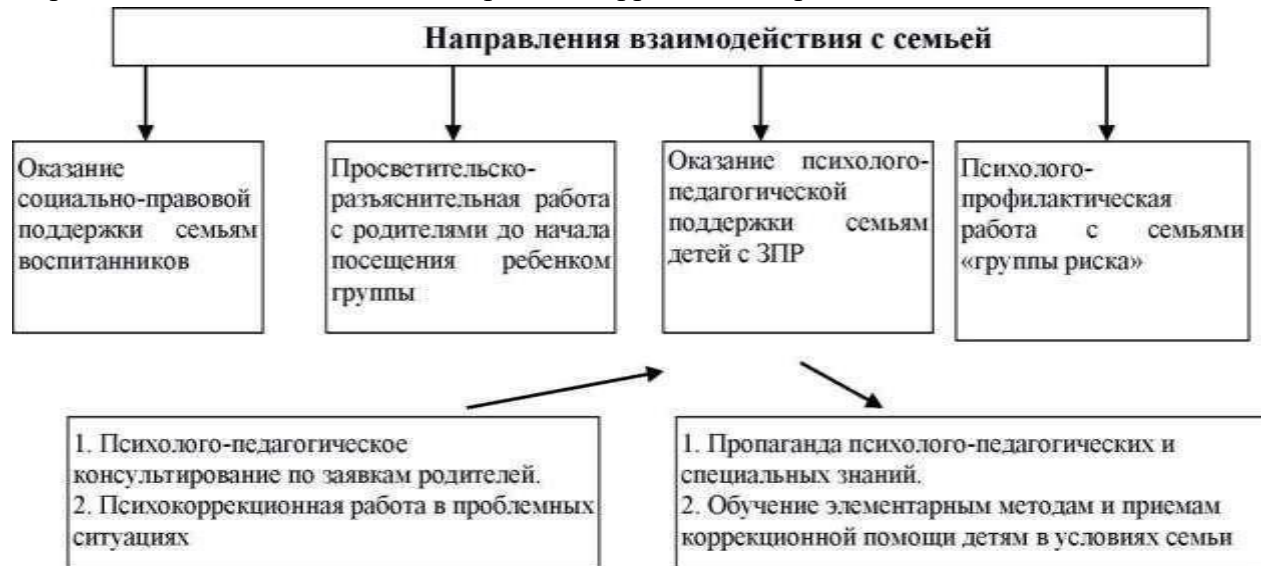 Направления взаимодействия с семьей
Оказание
социально-правовой
поддержки семьям
воспитанников
Просветительско-
разъяснительная работа
с родителями до начала
посещения ребенком
группы
Оказание психолого-
педагогической
поддержки семьям
детей с ЗПР
Психолого-
профилактическая
работа с семьями
«группы риска»
1. Психолого-педагогическое
консультирование по заявкам родителей.
2. Психокоррекционная работа в проблемных
ситуациях
1. Пропаганда психолого-педагогических и
специальных знаний.
2. Обучение элементарным методам и приемам
коррекционной помощи детям в условиях семьи